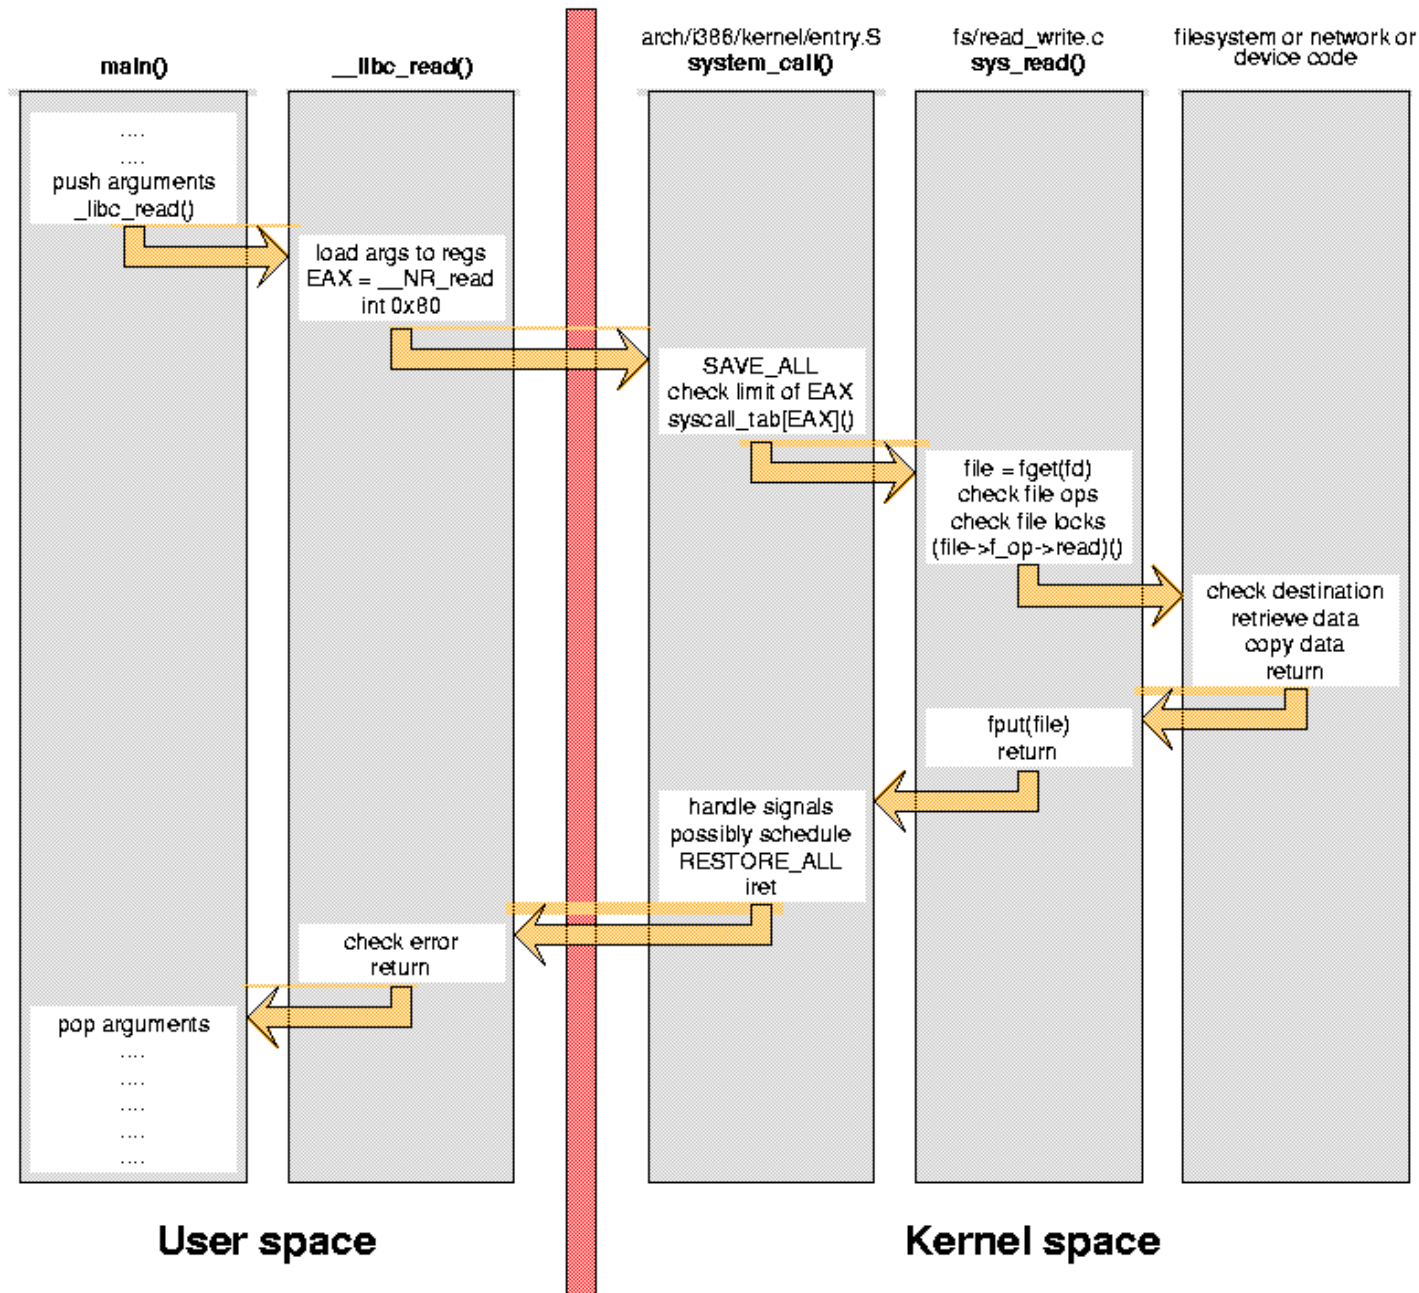 arch/i386/kernel/entry.S
fs/read_write.c
filesystem or network or
device code
main()
__libc_read()
system_call()
sys_read()
....
....
push arguments
_libc_read()
load args to regs
EAX = __NR_read
int 0x80
SAVE_ALL
check limit of EAX
syscall_tab[EAX]()
file = fget(fd)
check file ops
check file locks
(file->f_op->read)()
check destination
retrieve data
copy data
return
fput(file)
return
handle signals
possibly schedule
RESTORE_ALL
iret
check error
return
pop arguments
....
....
....
....
....
User space
Kernel space